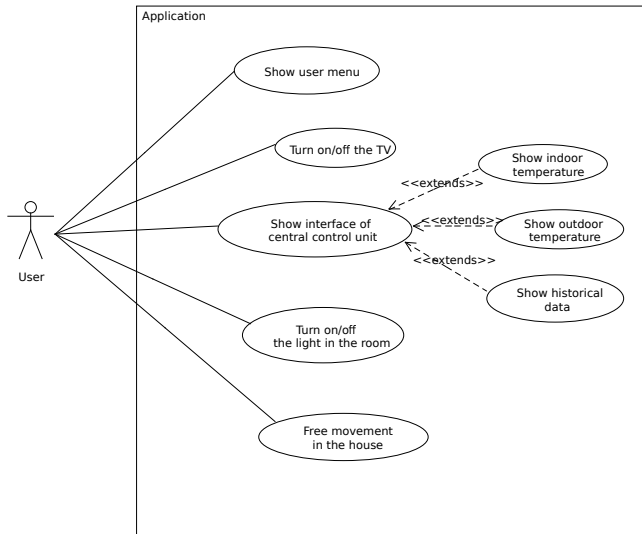 Application
Show user menu
Turn on/off the TV
Show indoor
temperature
<<extends>>
Show interface of
central control unit
<<extends>>
Show outdoor
temperature
<<extends>>
User
Show historical
data
Turn on/off
the light in the room
Free movement
in the house